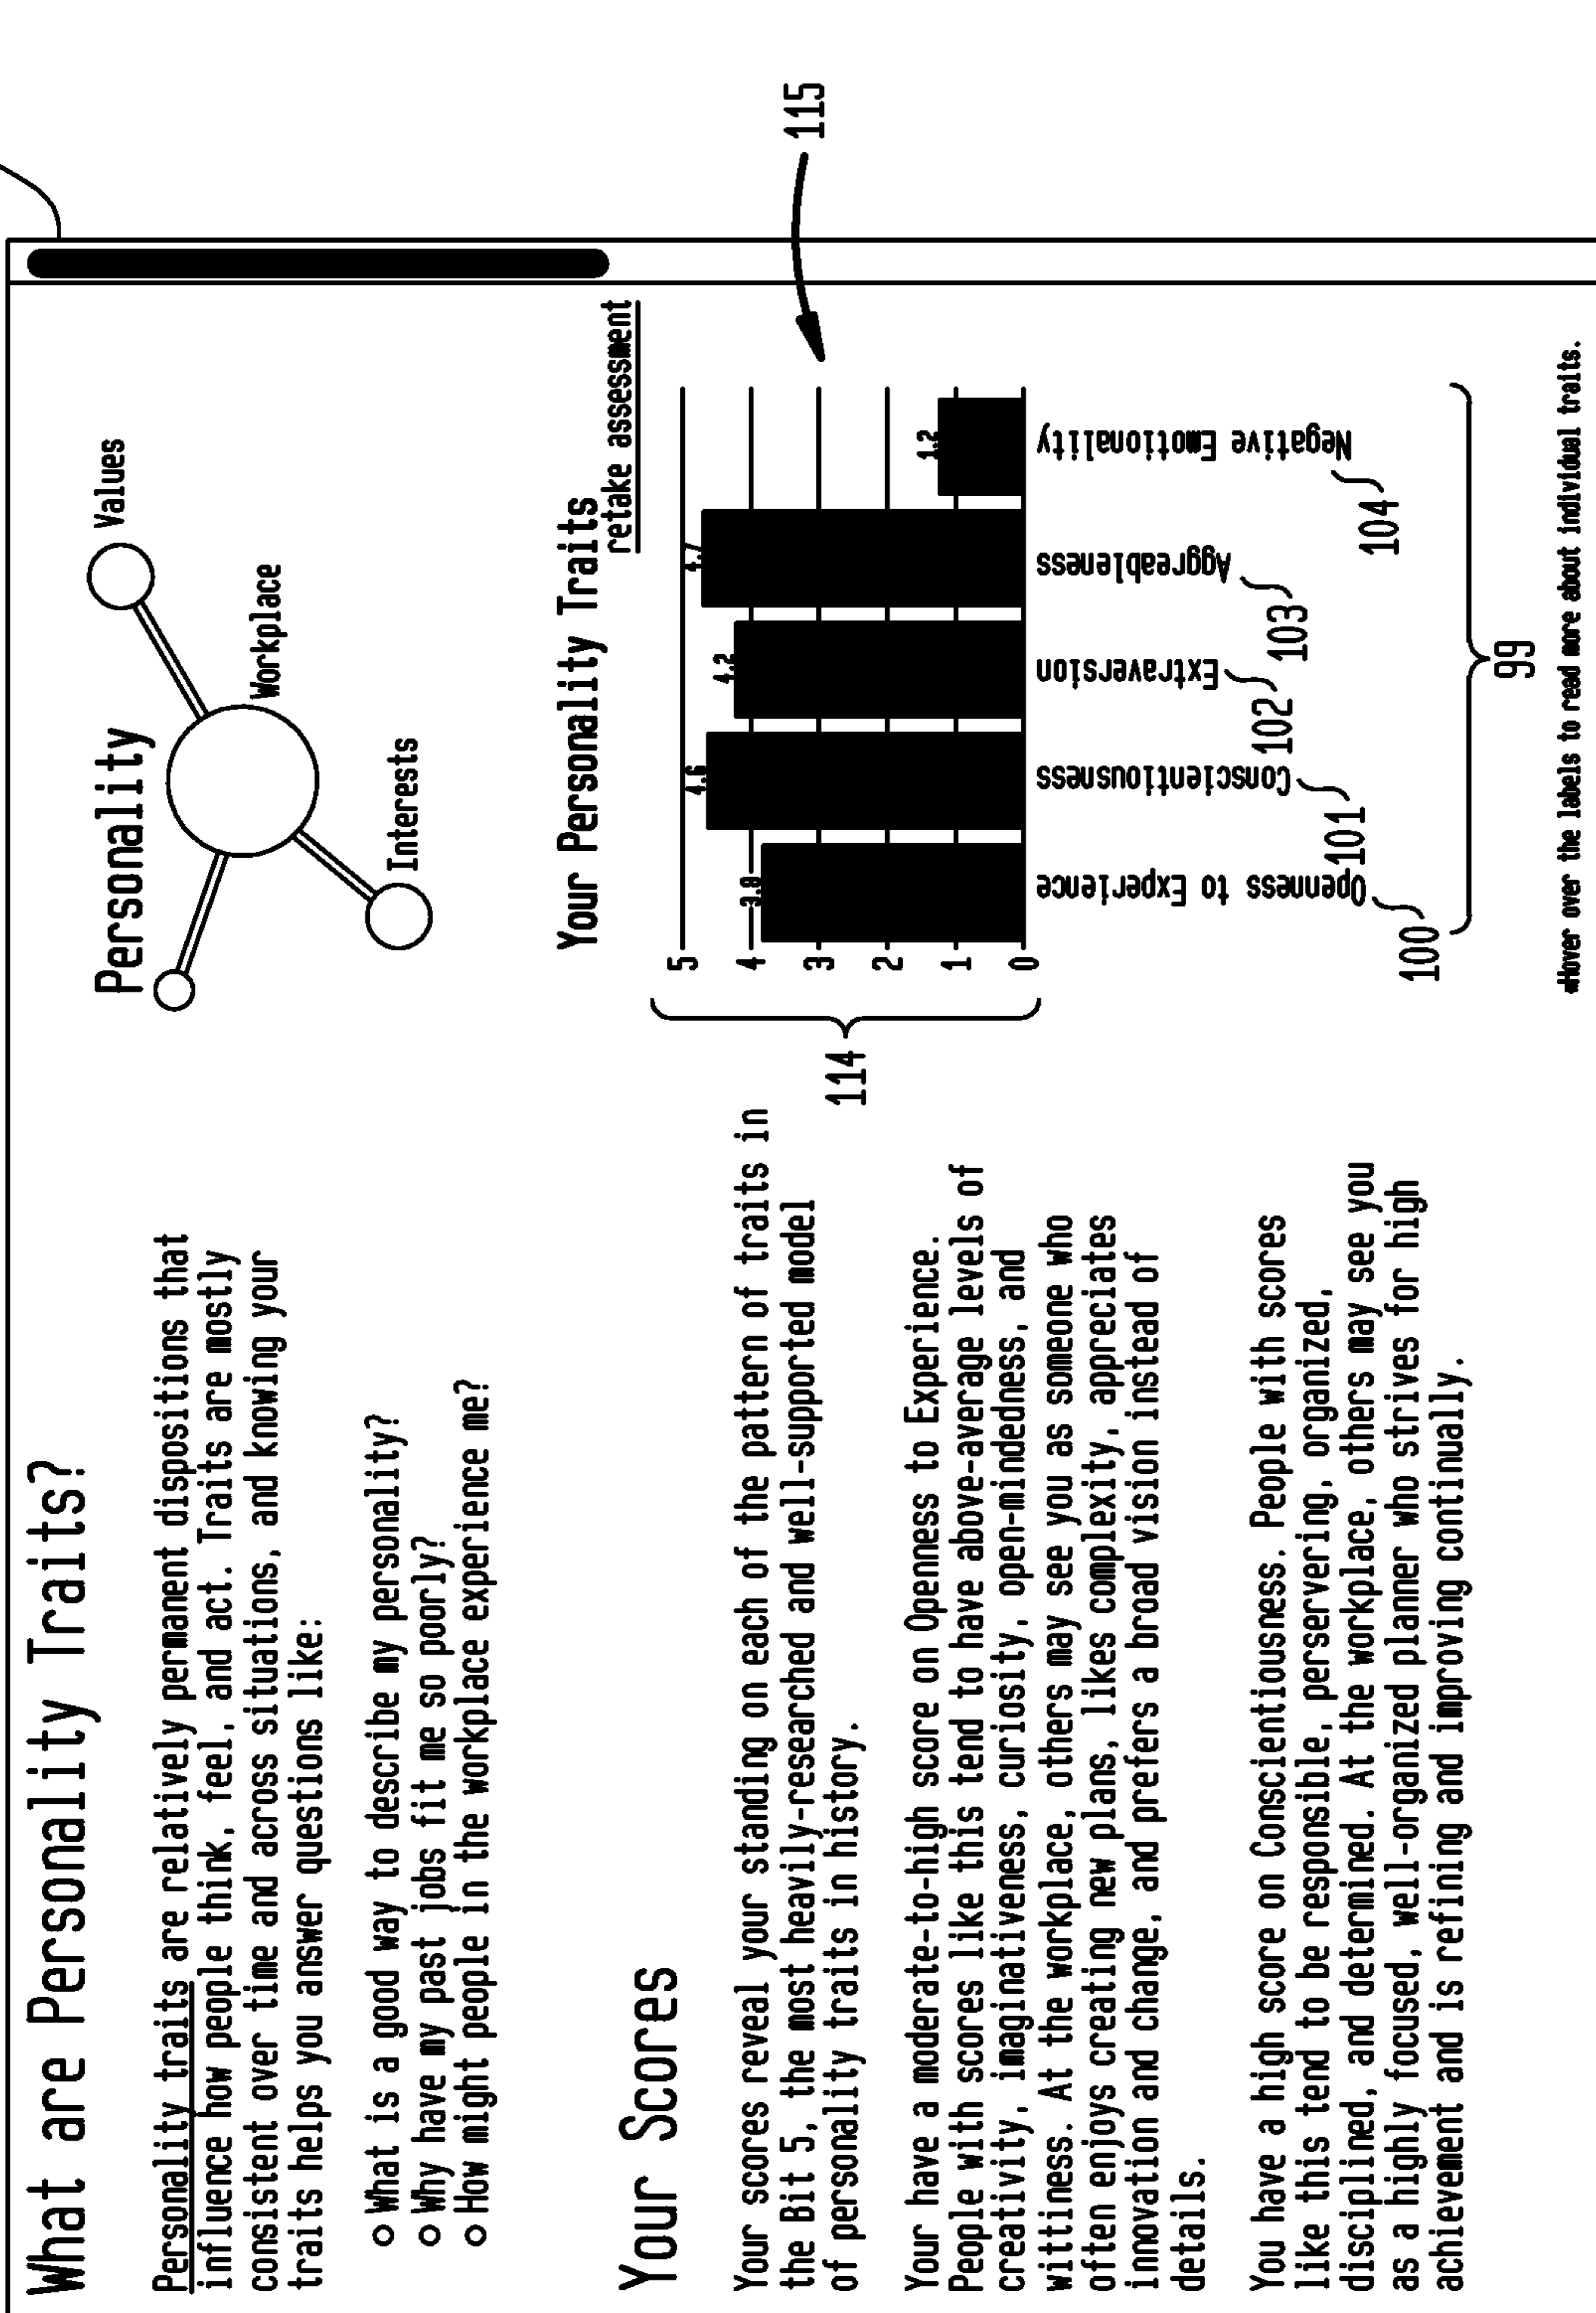 What are Personality Traits?
Personality traits are relatively permanent dispositions that
influence how people think, feel, and act. Traits are mostly
consistent over time and across situations, and knowing your
traits helps you answer questions like:
What is a good way to describe my personality?
Why have my past jobs fit me so poorly?
How might people in the workplace experience me?
Your Scores
Your scores reveal your standing on each of the pattern of traits in
the Bit 5, the most heavily-researched and well-supported model
of personality traits in history.
Your have a moderate-to-high score on Openness to Experience.
People with scores like this tend to have above-average levels of
creativity, imaginativeness, curiosity, open-mindedness, and
wittiness. At the workplace, others may see you as someone who
often enjoys creating new plans, likes complexity, appreciates
innovation and change, and prefers a broad vision instead of
details.
You have a high score on Conscientiousness. People with scores
like this tend to be responsible, perservering, organized,
disciplined, and determined. At the workplace, others may see you
as a highly focused, well-organized planner who strives for high
achievement and is refining and improving continually.
Personality
Values
Workplace
Interests
Your Personality Traits
retake assessment
5
4
3
2
1
0
3.8
4.6
4.2
4.7
1.2
Openness to Experience
Conscientiousness
Extraversion
Aggreableness
Negative Emotionality
100
101
102
103
104
99
114
115
*Hover over the labels to read more about individual traits.